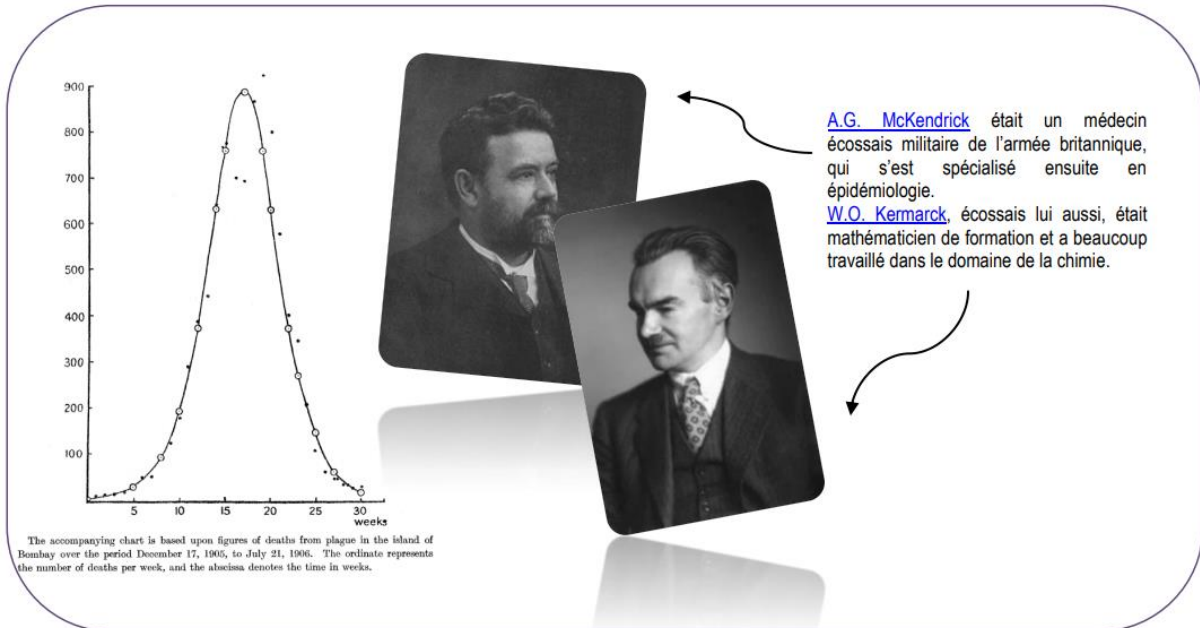 900
800
700
600
500
400
300
200
100
5 10 15 20 25 30
weeks
The accompanying chart is based upon figures of deaths from plague in the island of
Bombay over the period December 17, 1905, to July 21, 1906. The ordinate represents
the number of deaths per week, and the abscissa denotes the time in weeks.
A.G. McKendrick était un médecin
écossais militaire de l’armée britannique,
qui s’est spécialisé ensuite en
épidémiologie.
W.O. Kermarck, écossais lui aussi, était
mathématicien de formation et a beaucoup
travaillé dans le domaine de la chimie.